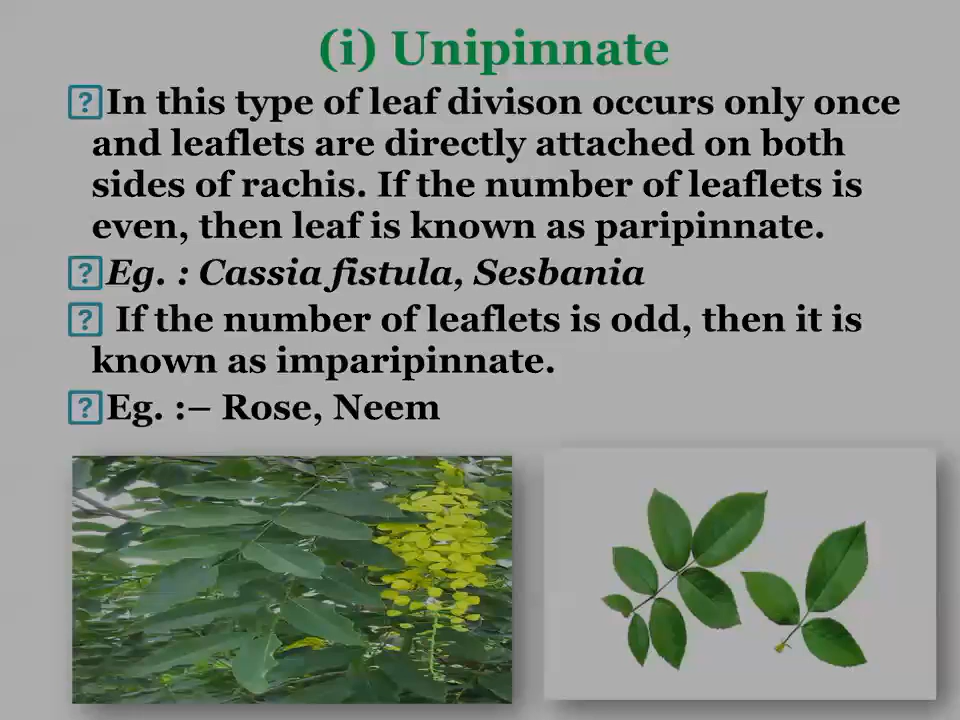 (i) Unipinnate
In this type of leaf divison occurs only once
and leaflets are directly attached on both
sides of rachis. If the number of leaflets is
even, then leaf is known as paripinnate.
Eg. : Cassia fistula, Sesbania
If the number of leaflets is odd, then it is
known as imparipinnate.
Eg. :– Rose, Neem